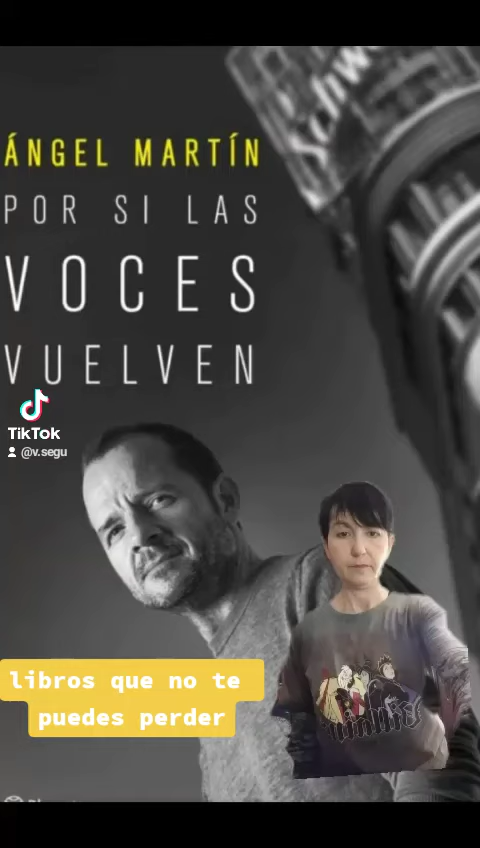 ÁNGEL MARTÍN
POR SI LAS
VOCES
VUELVEN
TikTok
@v.segu
libros que no te
puedes perder